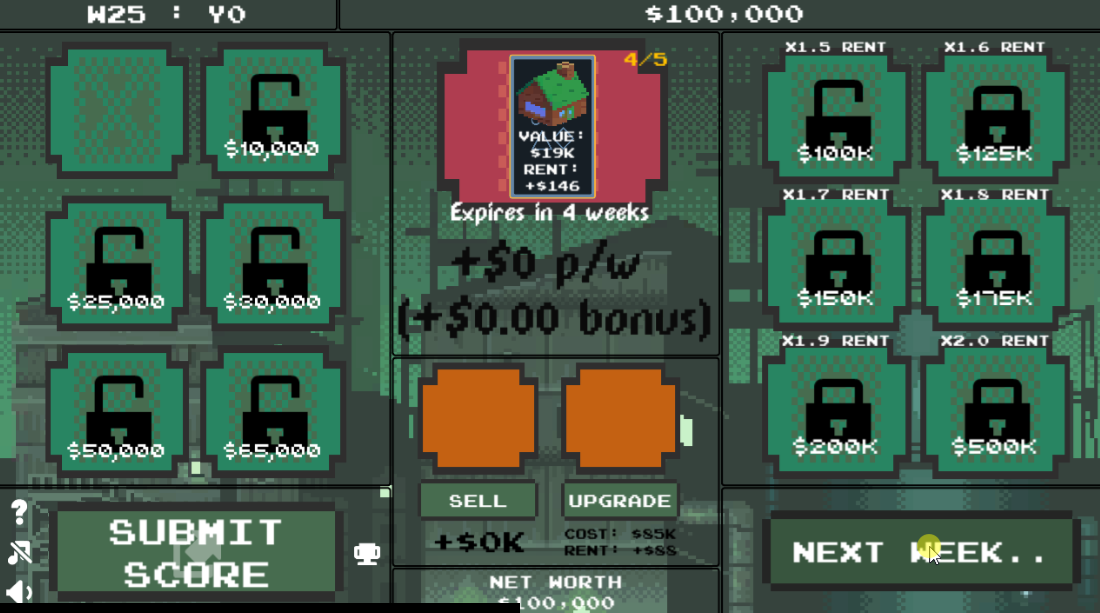 W25 : Y0
$100,000
$10,000
$25,000
$30,000
$50,000
$65,000
SUBMIT
SCORE
?
4/5
VALUE:
$19K
RENT:
+$146
Expires in 4 weeks
+$0 p/w
(+$0.00 bonus)
SELL
UPGRADE
+$0K
COST: $85K
RENT: +$88
NET WORTH
$100,000
X1.5 RENT
X1.6 RENT
$100K
$125K
X1.7 RENT
X1.8 RENT
$150K
$175K
X1.9 RENT
X2.0 RENT
$200K
$500K
NEXT WEEK..